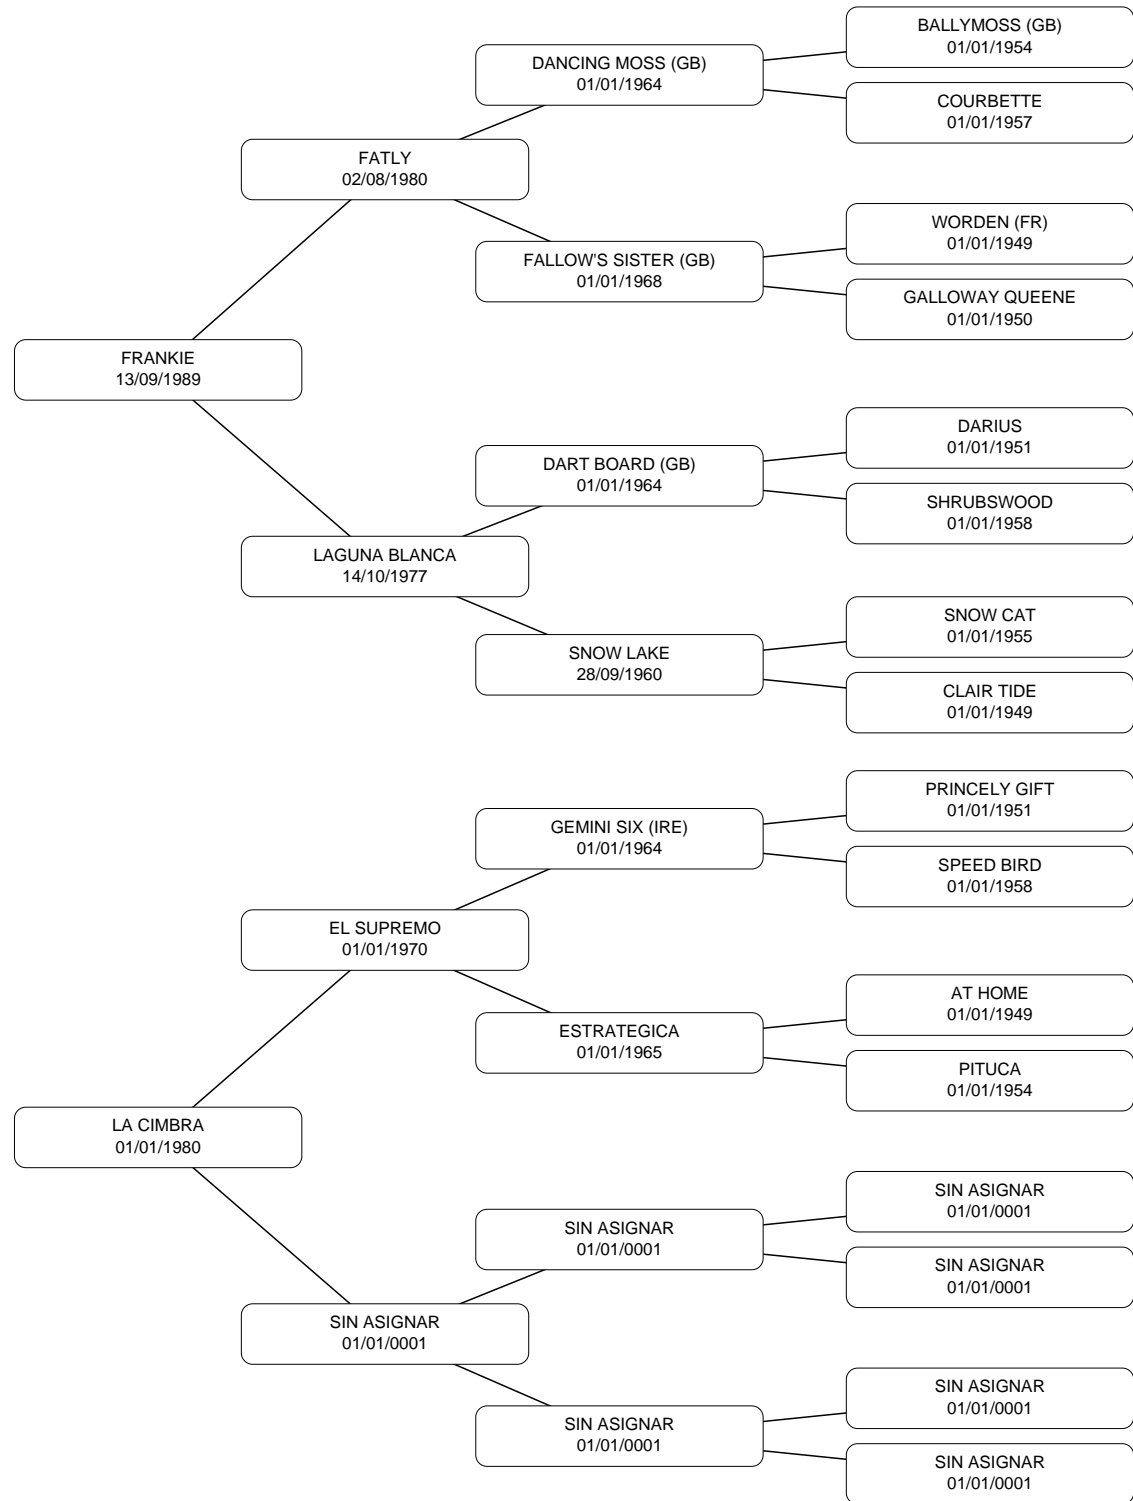 BALLYMOSS (GB)
01/01/1954
DANCING MOSS (GB)
01/01/1964
COURBETTE
01/01/1957
FATLY
02/08/1980
WORDEN (FR)
01/01/1949
FALLOW'S SISTER (GB)
01/01/1968
GALLOWAY QUEENE
01/01/1950
FRANKIE
13/09/1989
DARIUS
01/01/1951
DART BOARD (GB)
01/01/1964
SHRUBSWOOD
01/01/1958
LAGUNA BLANCA
14/10/1977
SNOW CAT
01/01/1955
SNOW LAKE
28/09/1960
CLAIR TIDE
01/01/1949
PRINCELY GIFT
01/01/1951
GEMINI SIX (IRE)
01/01/1964
SPEED BIRD
01/01/1958
EL SUPREMO
01/01/1970
AT HOME
01/01/1949
ESTRATEGICA
01/01/1965
PITUCA
01/01/1954
LA CIMBRA
01/01/1980
SIN ASIGNAR
01/01/0001
SIN ASIGNAR
01/01/0001
SIN ASIGNAR
01/01/0001
SIN ASIGNAR
01/01/0001
SIN ASIGNAR
01/01/0001
SIN ASIGNAR
01/01/0001
SIN ASIGNAR
01/01/0001